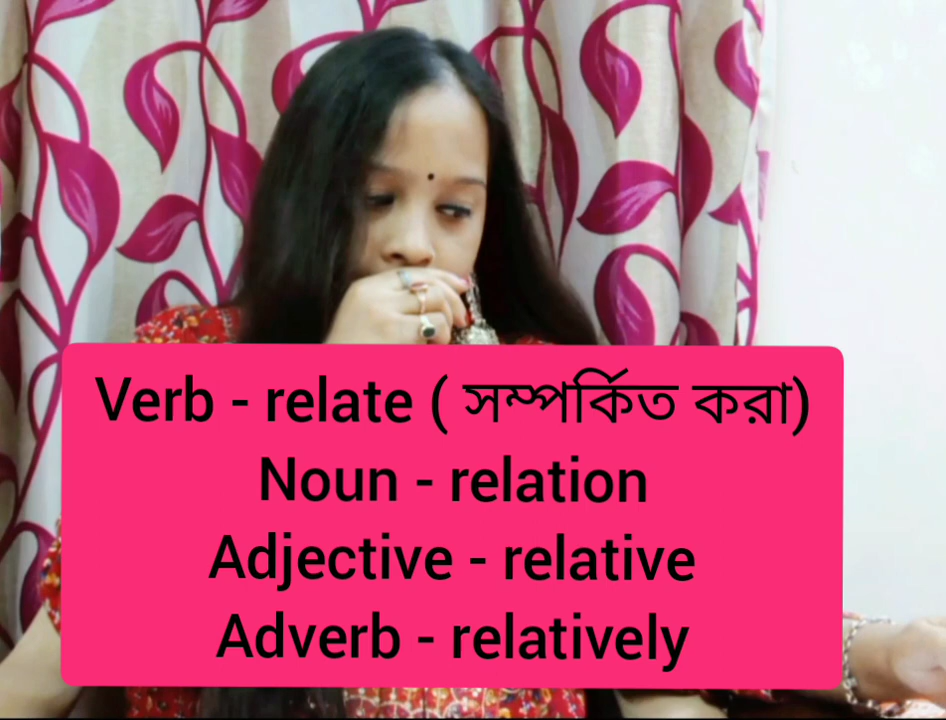 Verb - relate ( সম্পর্কিত করা)
Noun - relation
Adjective - relative
Adverb - relatively